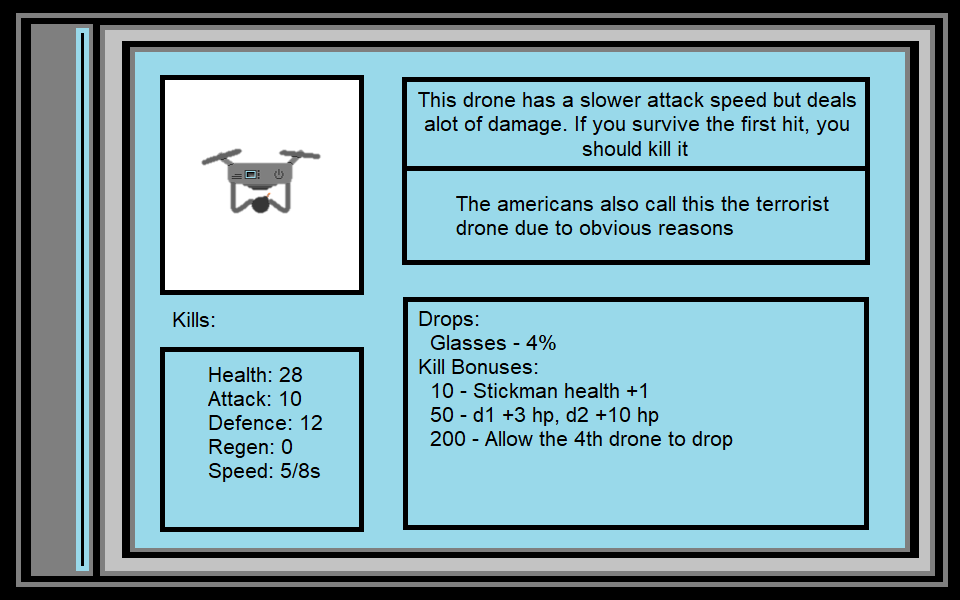 This drone has a slower attack speed but deals
alot of damage. If you survive the first hit, you
should kill it
The americans also call this the terrorist
drone due to obvious reasons
Kills:
Health: 28
Attack: 10
Defence: 12
Regen: 0
Speed: 5/8s
Drops:
Glasses - 4%
Kill Bonuses:
10 - Stickman health +1
50 - d1 +3 hp, d2 +10 hp
200 - Allow the 4th drone to drop